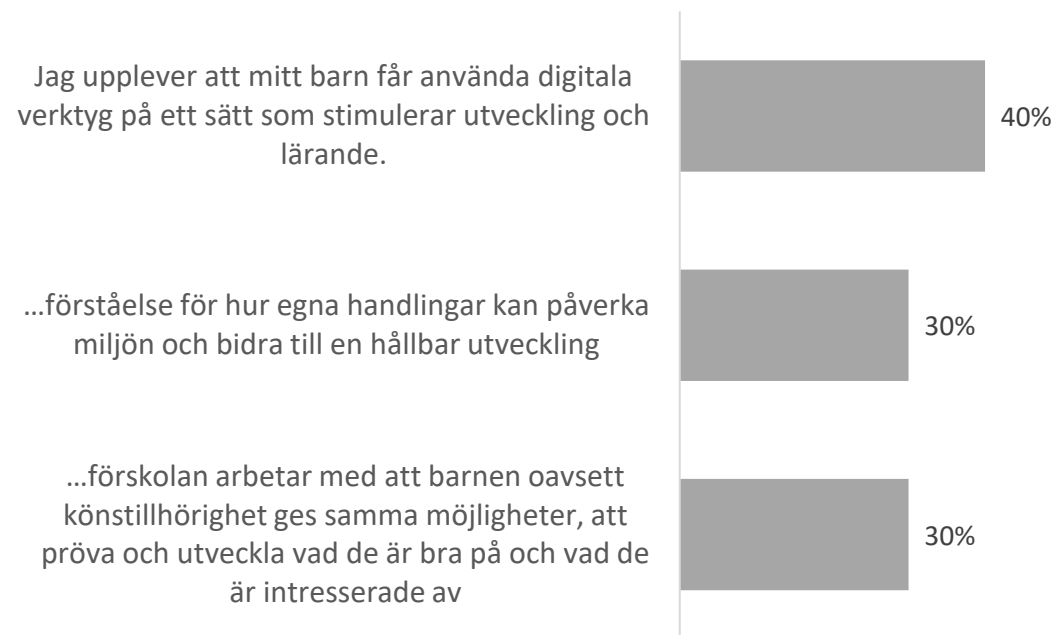 Jag upplever att mitt barn får använda digitala
verktyg på ett sätt som stimulerar utveckling och
lärande.
40%
...förståelse för hur egna handlingar kan påverka
miljön och bidra till en hållbar utveckling
30%
...förskolan arbetar med att barnen oavsett
könstillhörighet ges samma möjligheter, att
pröva och utveckla vad de är bra på och vad de
är intresserade av
30%